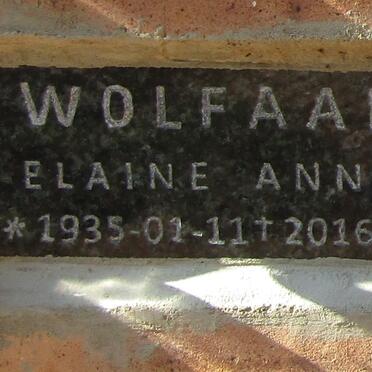 WOLFAA
ELAINE ANN
* 1935-01-11 † 2016